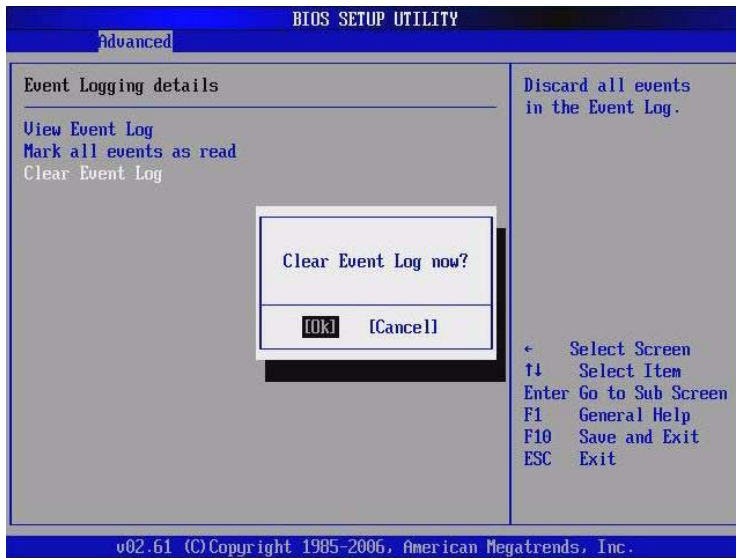 BIOS SETUP UTILITY
Advanced
Event Logging details
View Event Log
Mark all events as read
Clear Event Log
Clear Event Log now?
[Ok] [Cancel]
Discard all events
in the Event Log.
← Select Screen
↑↓ Select Item
Enter Go to Sub Screen
F1 General Help
F10 Save and Exit
ESC Exit
v02.61 (C)Copyright 1985-2006, American Megatrends, Inc.